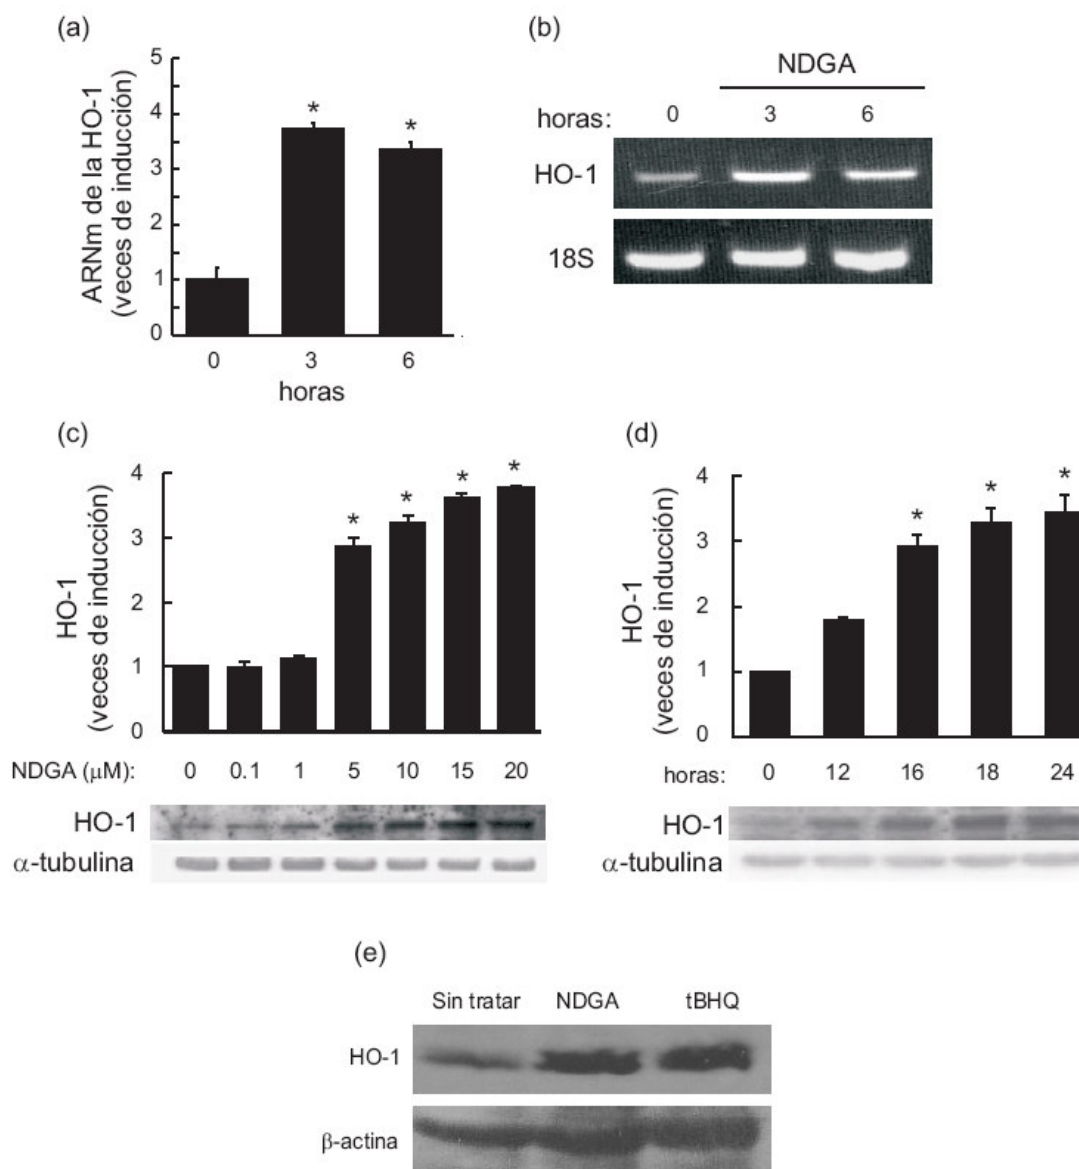 (a)
ARNm de la HO-1
(veces de inducción)
5
4
3
2
1
0
* *
0 3 6
horas
(b)
NDGA
horas: 0 3 6
HO-1
18S
(c)
HO-1
(veces de inducción)
4
3
2
1
0
* * * *
NDGA (μM): 0 0.1 1 5 10 15 20
HO-1
α-tubulina
(d)
HO-1
(veces de inducción)
4
3
2
1
0
* * *
horas: 0 12 16 18 24
HO-1
α-tubulina
(e)
Sin tratar NDGA tBHQ
HO-1
β-actina